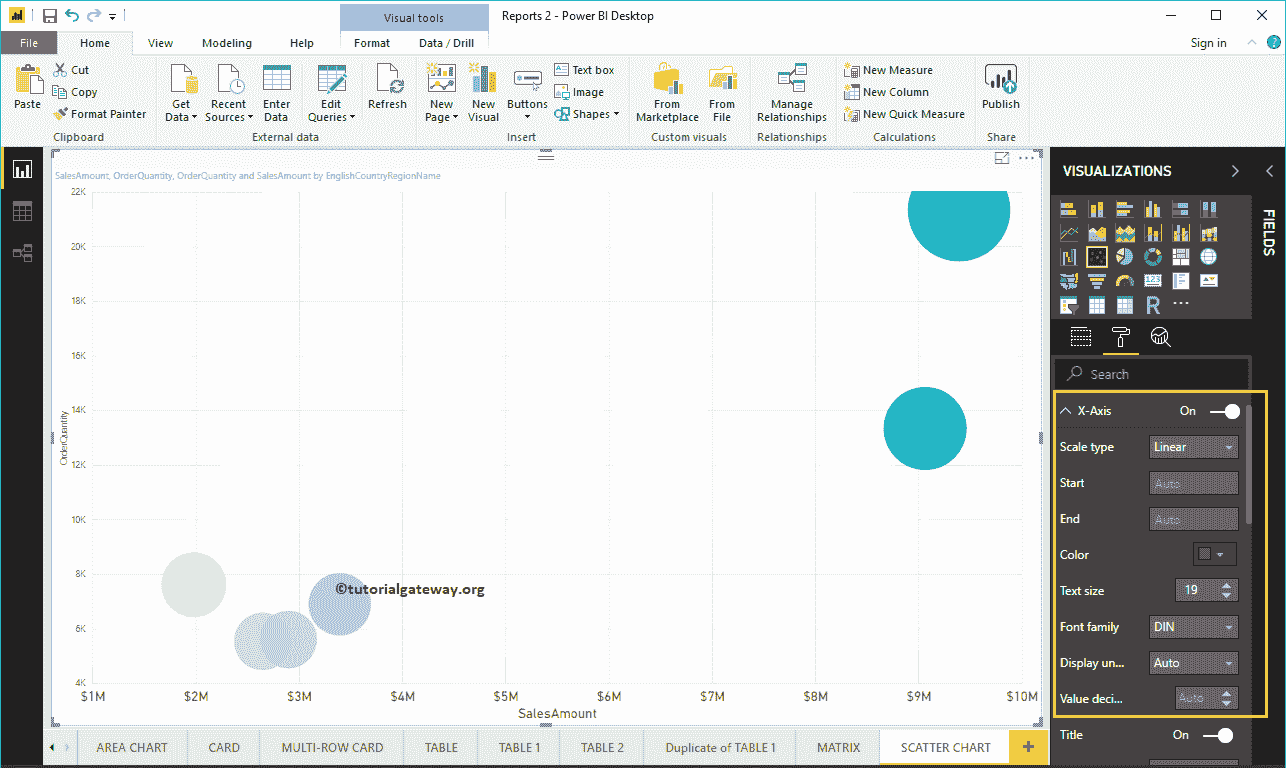 Visual tools
Reports 2 - Power BI Desktop
File Home View Modeling Help Format Data / Drill Sign in ?
Paste
Cut
Copy
Format Painter
Clipboard
Get Data
Recent Sources
Enter Data
Edit Queries
Refresh
External data
New Page
New Visual
Buttons
Text box
Image
Shapes
Insert
From Marketplace
From File
Custom visuals
Manage Relationships
Relationships
New Measure
New Column
New Quick Measure
Calculations
Publish
Share
SalesAmount, OrderQuantity, OrderQuantity and SalesAmount by EnglishCountryRegionName
22K
20K
18K
16K
14K
12K
10K
8K
6K
4K
OrderQuantity
©tutorialgateway.org
$1M $2M $3M $4M $5M $6M $7M $8M $9M $10M
SalesAmount
VISUALIZATIONS
FIELDS
123
R
Search
X-Axis On
Scale type Linear
Start Auto
End Auto
Color
Text size 19
Font family DIN
Display un... Auto
Value deci... Auto
Title On
AREA CHART CARD MULTI-ROW CARD TABLE TABLE 1 TABLE 2 Duplicate of TABLE 1 MATRIX SCATTER CHART +